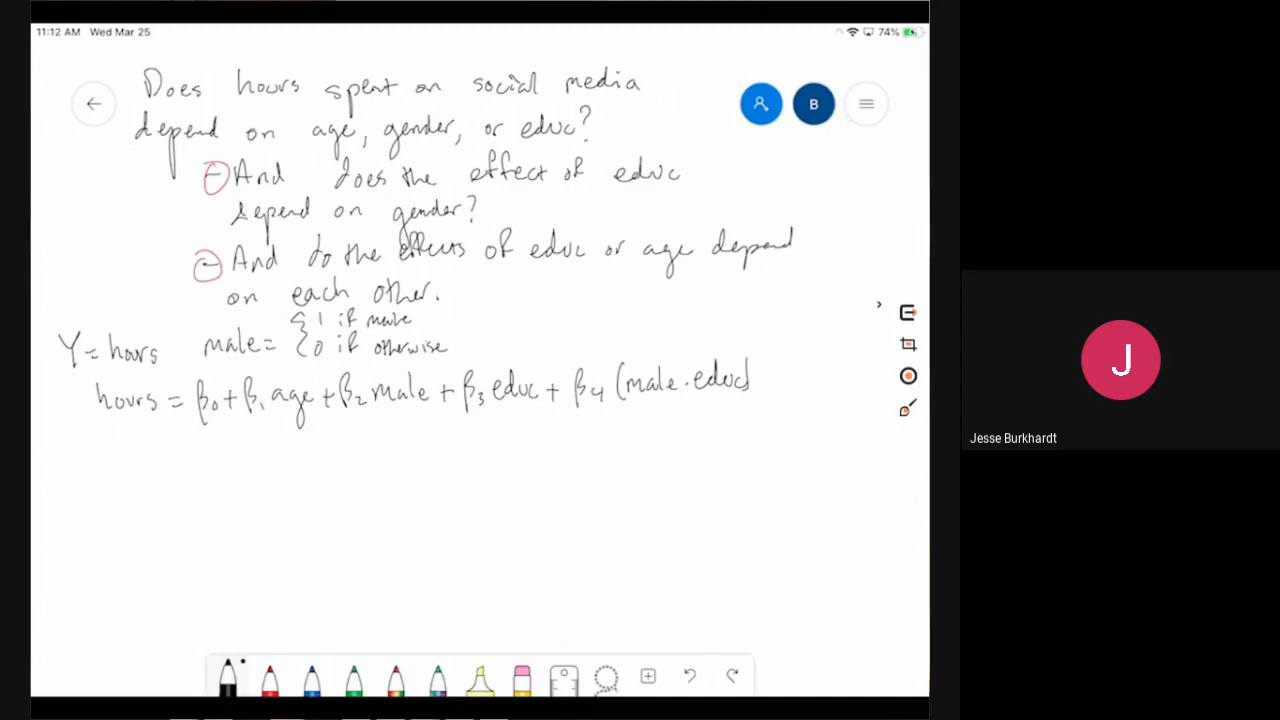 11:12 AM Wed Mar 25
74%
Does hours spent on social media
depend on age, gender, or educ?
B
- And does the effect of educ
depend on gender?
- And do the effects of educ or age depend
on each other.
Y = hours male = { 1 if male
0 if otherwise
hours = β0 + β1 age + β2 male + β3 educ + β4 (male · educ)
J
Jesse Burkhardt